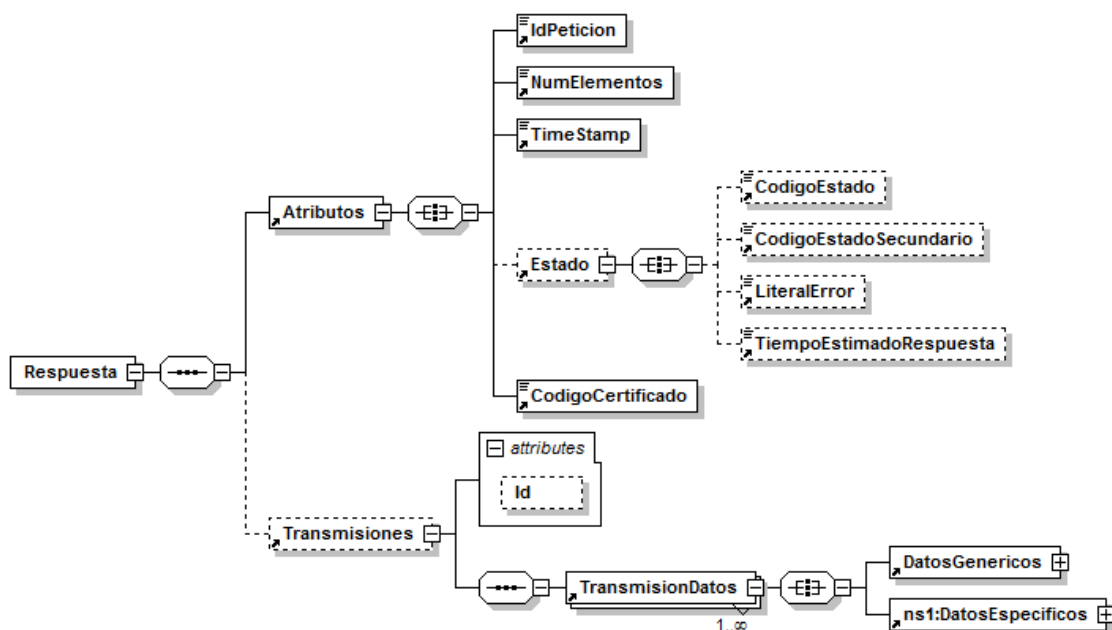 IdPeticion
NumElementos
TimeStamp
CodigoEstado
Atributos
CodigoEstadoSecundario
Estado
LiteralError
TiempoEstimadoRespuesta
Respuesta
CodigoCertificado
attributes
Id
Transmisiones
DatosGenericos
TransmisionDatos
ns1:DatosEspecificos
1..∞